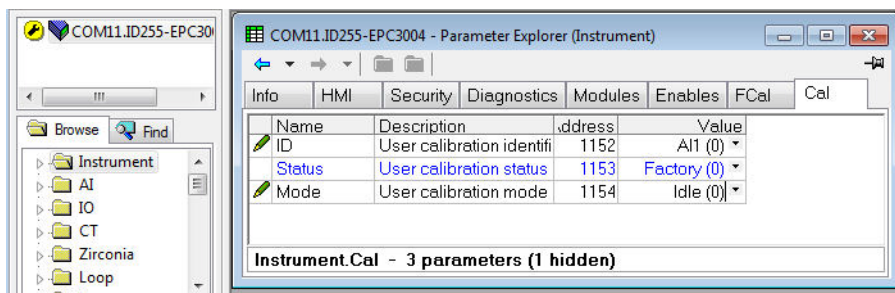 COM11.ID255-EPC30
Browse Find
Instrument
AI
IO
CT
Zirconia
Loop
COM11.ID255-EPC3004 - Parameter Explorer (Instrument)
Info HMI Security Diagnostics Modules Enables FCal Cal
Name Description ddress Value
ID User calibration identifi 1152 AI1 (0)
Status User calibration status 1153 Factory (0)
Mode User calibration mode 1154 Idle (0)
Instrument.Cal - 3 parameters (1 hidden)